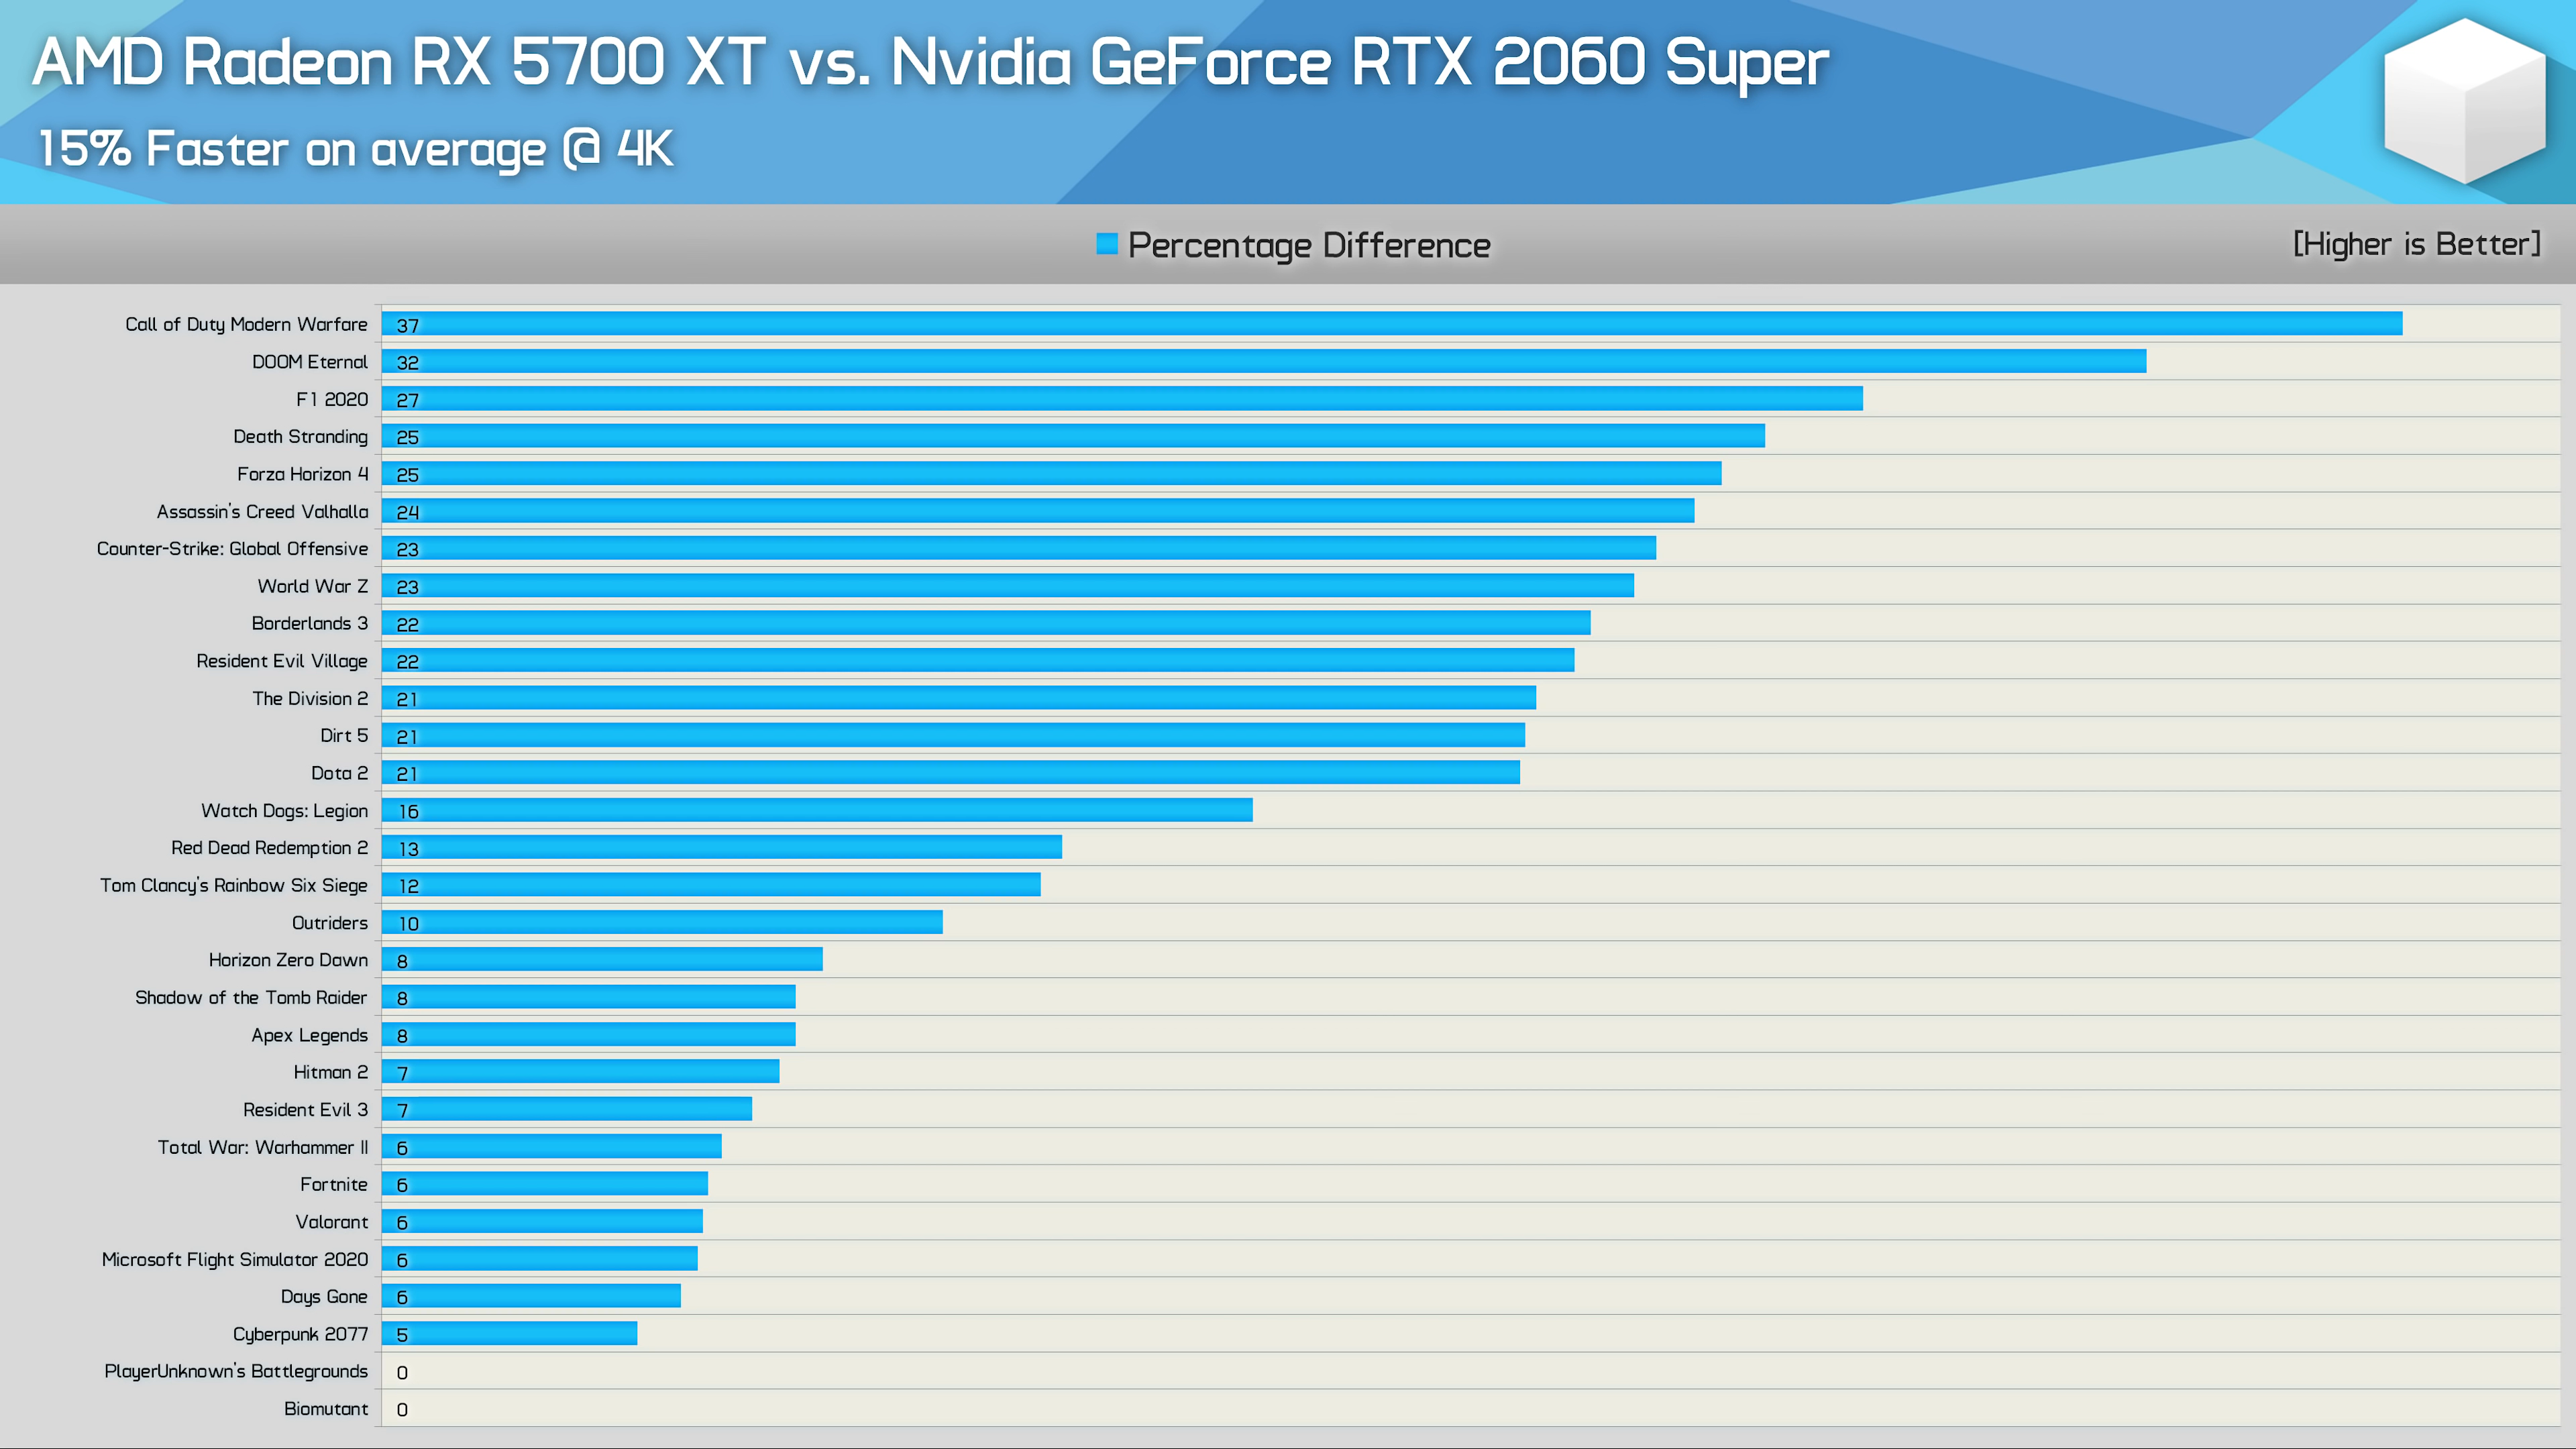 AMD Radeon RX 5700 XT vs. Nvidia GeForce RTX 2060 Super
15% Faster on average @ 4K
Percentage Difference
[Higher is Better]
Call of Duty Modern Warfare 37
DOOM Eternal 32
F1 2020 27
Death Stranding 25
Forza Horizon 4 25
Assassin's Creed Valhalla 24
Counter-Strike: Global Offensive 23
World War Z 23
Borderlands 3 22
Resident Evil Village 22
The Division 2 21
Dirt 5 21
Dota 2 21
Watch Dogs: Legion 16
Red Dead Redemption 2 13
Tom Clancy's Rainbow Six Siege 12
Outriders 10
Horizon Zero Dawn 8
Shadow of the Tomb Raider 8
Apex Legends 8
Hitman 2 7
Resident Evil 3 7
Total War: Warhammer II 6
Fortnite 6
Valorant 6
Microsoft Flight Simulator 2020 6
Days Gone 6
Cyberpunk 2077 5
PlayerUnknown's Battlegrounds 0
Biomutant 0